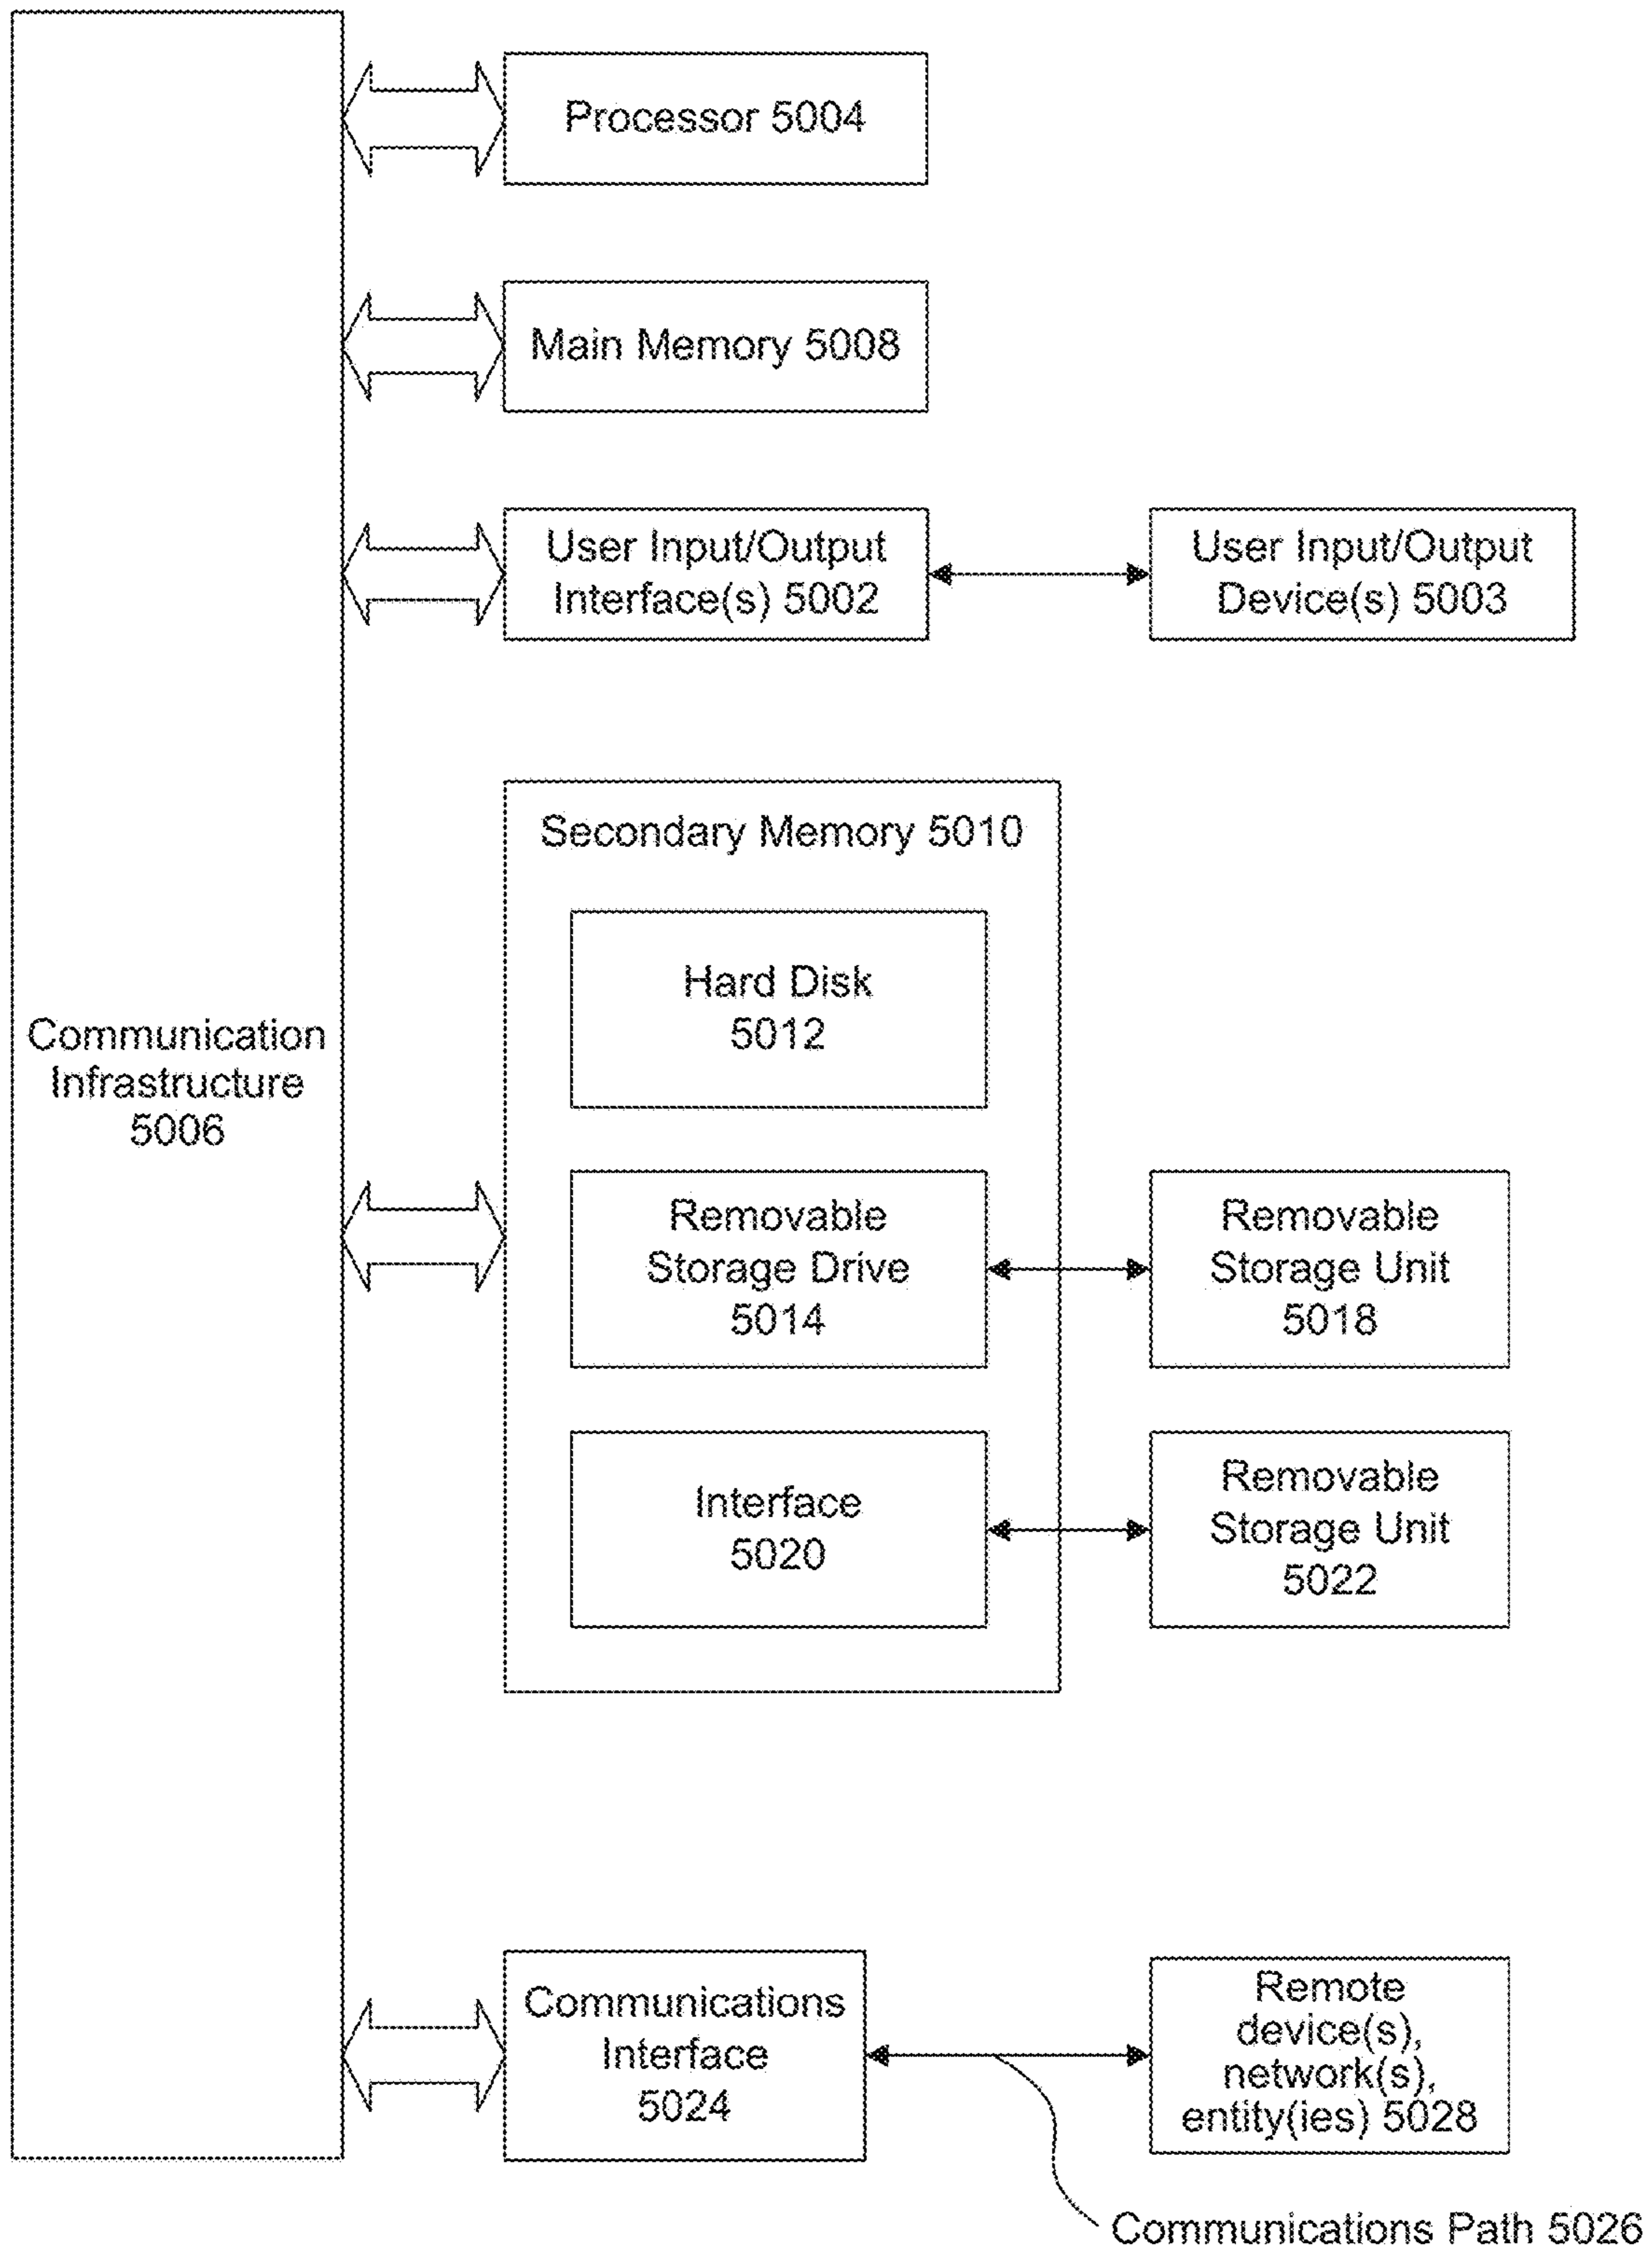 Processor 5004
Main Memory 5008
User Input/Output
Interface(s) 5002
User Input/Output
Device(s) 5003
Secondary Memory 5010
Hard Disk
5012
Communication
Infrastructure
5006
Removable
Storage Drive
5014
Removable
Storage Unit
5018
Interface
5020
Removable
Storage Unit
5022
Communications
Interface
5024
Remote
device(s),
network(s),
entity(ies) 5028
Communications Path 5026